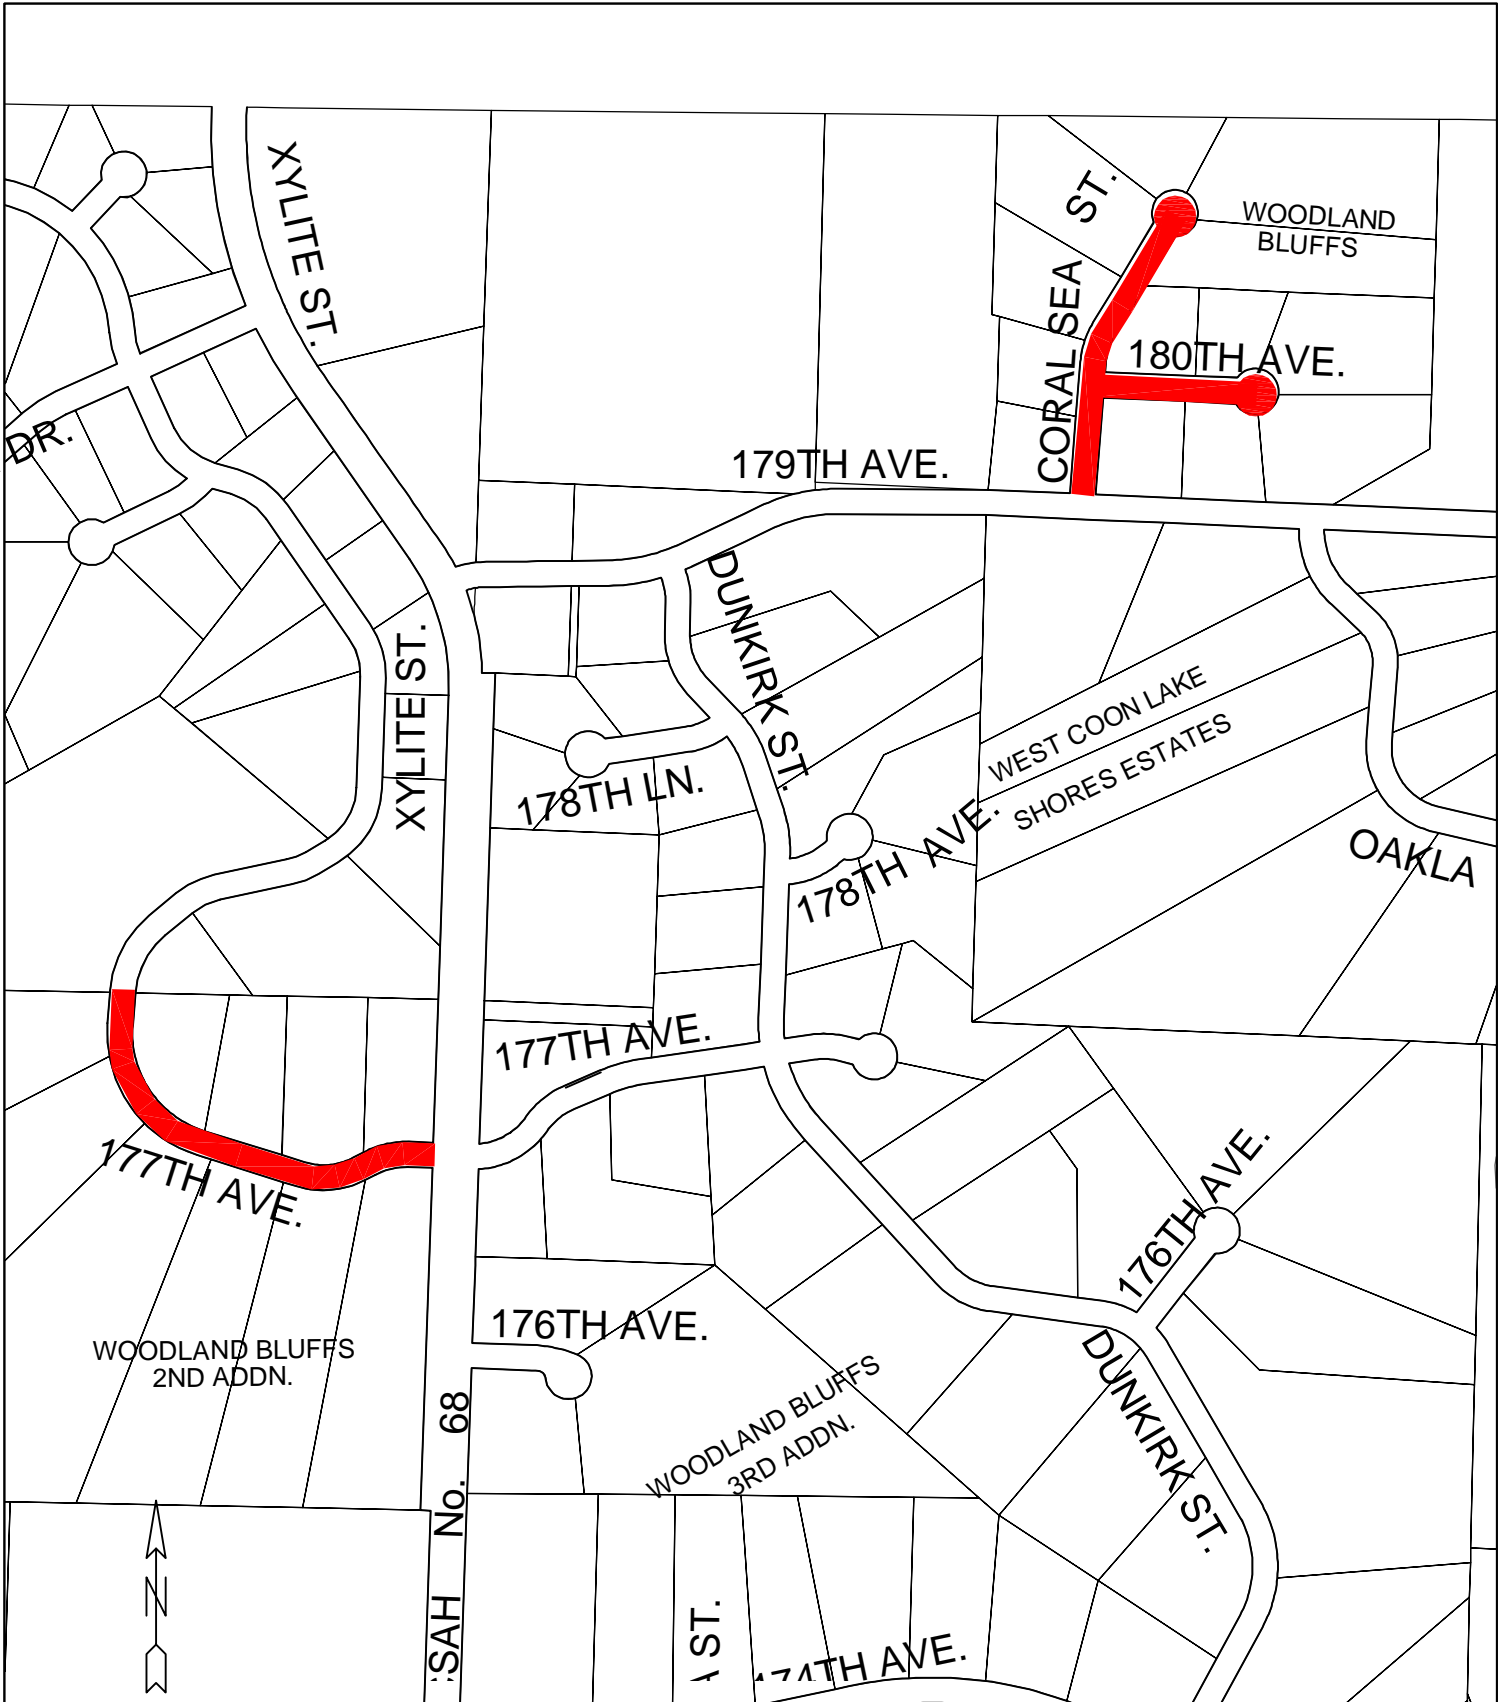 XYLITE ST.
CORAL SEA ST.
WOODLAND
BLUFFS
180TH AVE.
DR.
179TH AVE.
DUNKIRK ST.
XYLITE ST.
WEST COON LAKE
SHORES ESTATES
178TH LN.
178TH AVE.
OAKLA
177TH AVE.
177TH AVE.
176TH AVE.
176TH AVE.
WOODLAND BLUFFS
2ND ADDN.
WOODLAND BLUFFS
3RD ADDN.
DUNKIRK ST.
SAH No. 68
N
ST.
174TH AVE.